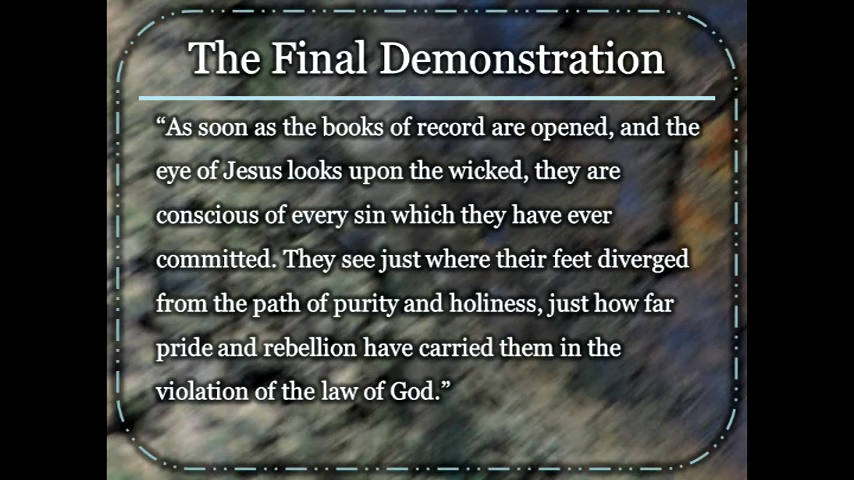 The Final Demonstration
“As soon as the books of record are opened, and the
eye of Jesus looks upon the wicked, they are
conscious of every sin which they have ever
committed. They see just where their feet diverged
from the path of purity and holiness, just how far
pride and rebellion have carried them in the
violation of the law of God.”